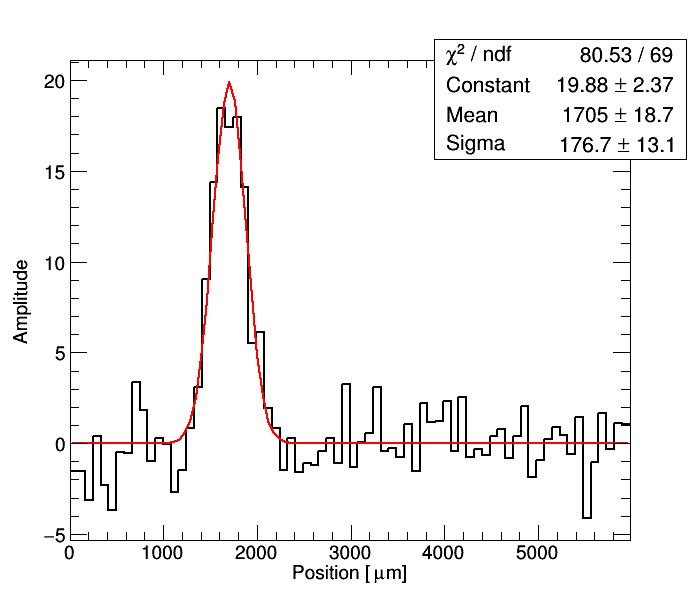 χ² / ndf 80.53 / 69
Constant 19.88 ± 2.37
Mean 1705 ± 18.7
Sigma 176.7 ± 13.1
20
15
10
5
0
−5
Amplitude
0 1000 2000 3000 4000 5000
Position [ μm]